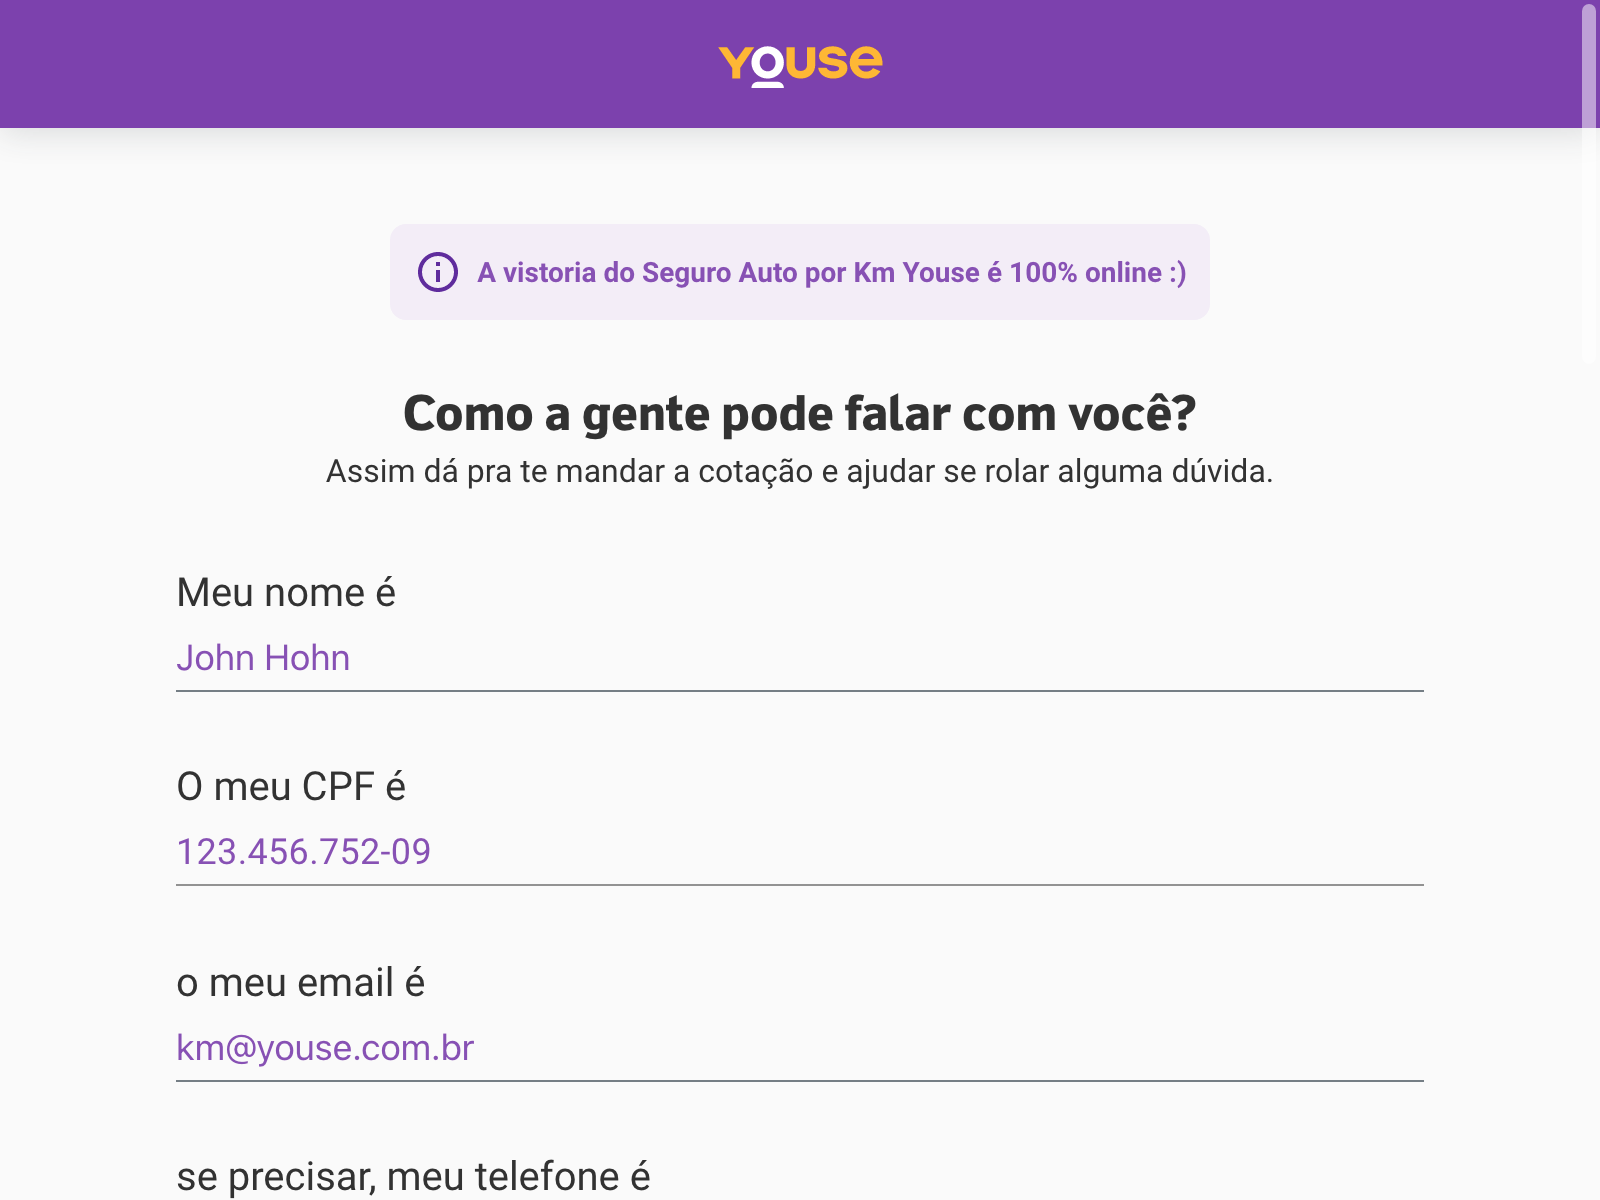 Youse
A vistoria do Seguro Auto por Km Youse é 100% online :)
Como a gente pode falar com você?
Assim dá pra te mandar a cotação e ajudar se rolar alguma dúvida.
Meu nome é
John Hohn
O meu CPF é
123.456.752-09
o meu email é
km@youse.com.br
se precisar, meu telefone é